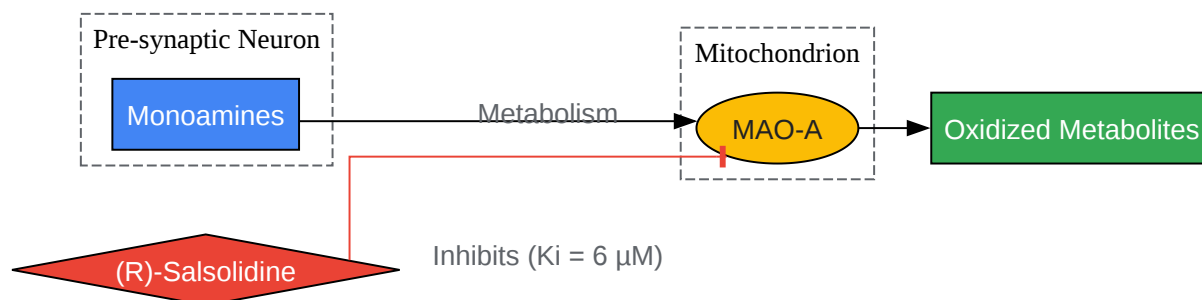 Pre-synaptic Neuron
Mitochondrion
Monoamines
Metabolism
MAO-A
Oxidized Metabolites
(R)-Salsolidine
Inhibits (Ki = 6 μM)